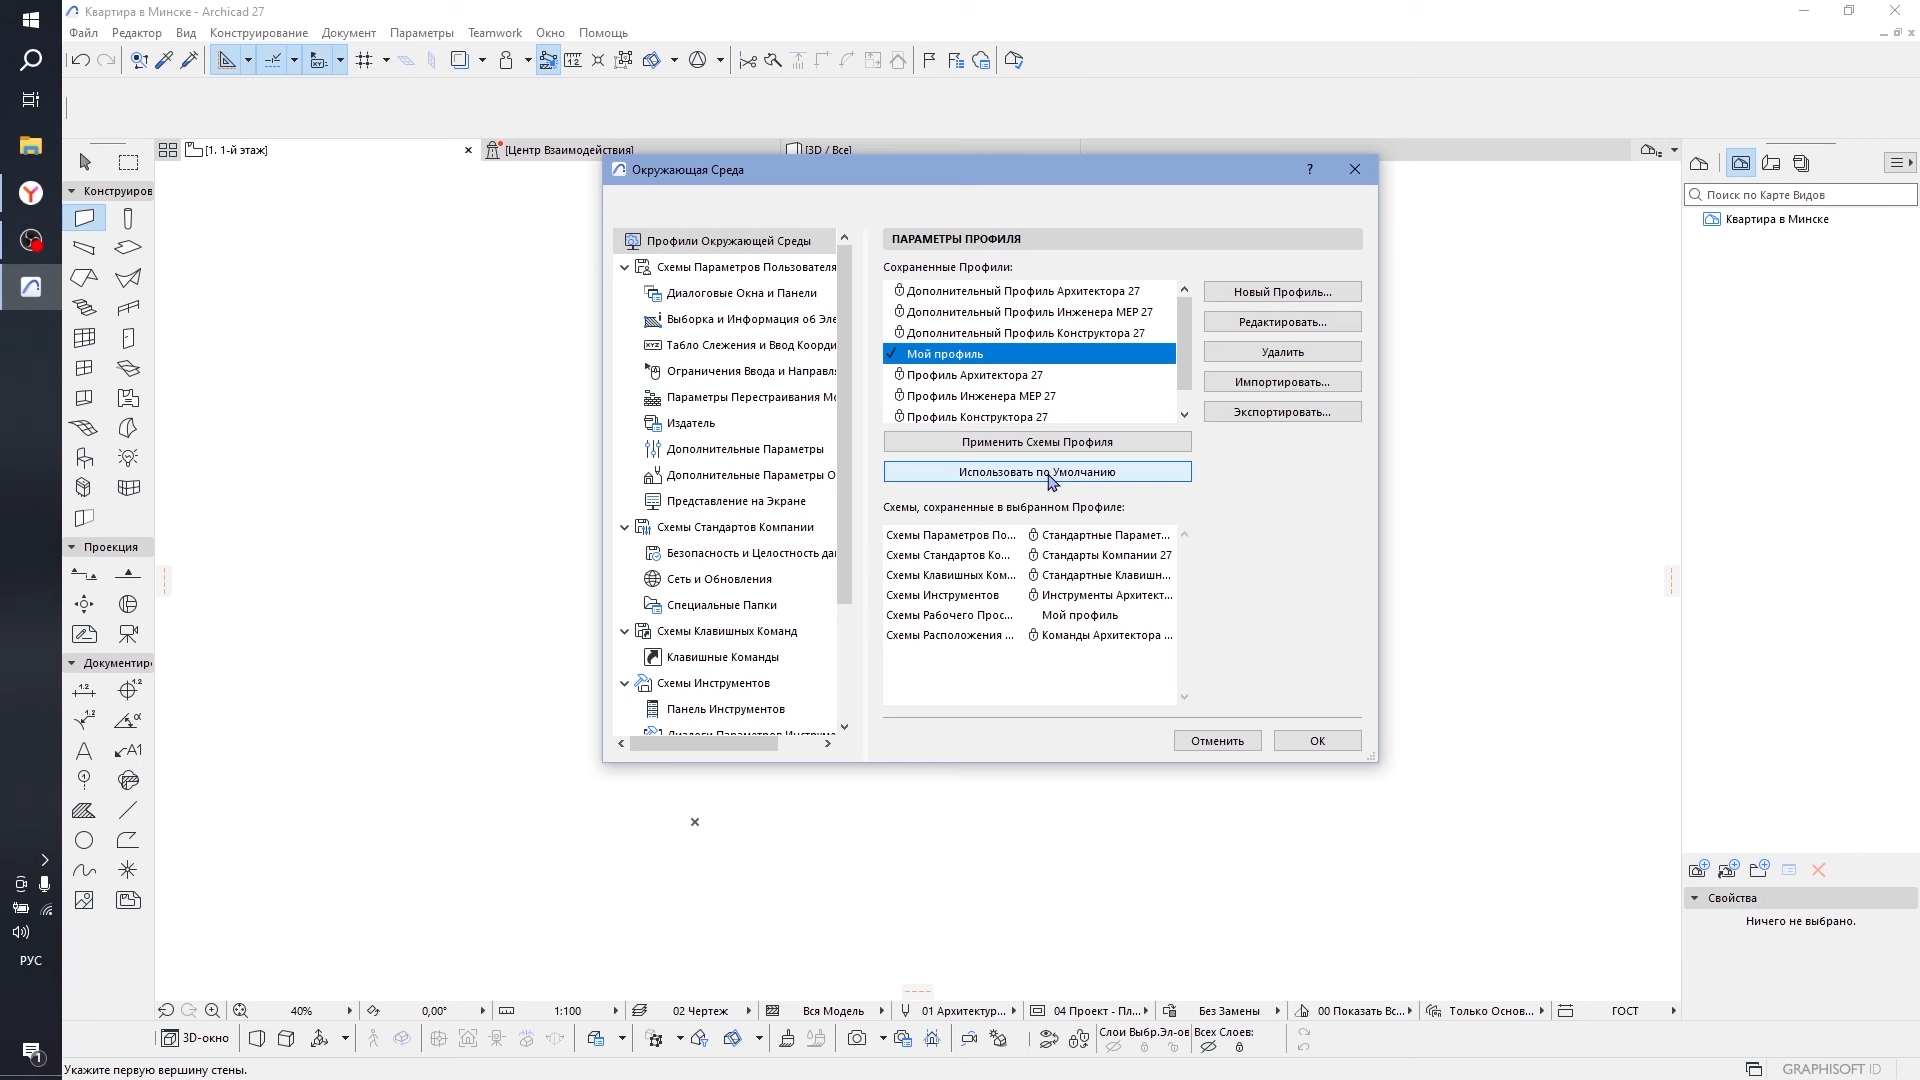 Квартира в Минске - Archicad 27
Файл Редактор Вид Конструирование Документ Параметры Teamwork Окно Помощь
[1. 1-й этаж]
[Центр Взаимодействия]
[3D / Все]
Конструиров
Проекция
Документир
Окружающая Среда
?
Профили Окружающей Среды
Схемы Параметров Пользователя
Диалоговые Окна и Панели
Выборка и Информация об Эле
Табло Слежения и Ввод Коорди
Ограничения Ввода и Направл
Параметры Перестраивания Мо
Издатель
Дополнительные Параметры
Дополнительные Параметры О
Представление на Экране
Схемы Стандартов Компании
Безопасность и Целостность да
Сеть и Обновления
Специальные Папки
Схемы Клавишных Команд
Клавишные Команды
Схемы Инструментов
Панель Инструментов
ПАРАМЕТРЫ ПРОФИЛЯ
Сохраненные Профили:
Дополнительный Профиль Архитектора 27
Дополнительный Профиль Инженера MEP 27
Дополнительный Профиль Конструктора 27
Мой профиль
Профиль Архитектора 27
Профиль Инженера MEP 27
Профиль Конструктора 27
Новый Профиль...
Редактировать...
Удалить
Импортировать...
Экспортировать...
Применить Схемы Профиля
Использовать по Умолчанию
Схемы, сохраненные в выбранном Профиле:
Схемы Параметров По... Стандартные Парамет...
Схемы Стандартов Ко... Стандарты Компании 27
Схемы Клавишных Ком... Стандартные Клавишн...
Схемы Инструментов Инструменты Архитект...
Схемы Рабочего Прос... Мой профиль
Схемы Расположения ... Команды Архитектора ...
Отменить
ОК
Поиск по Карте Видов
Квартира в Минске
Свойства
Ничего не выбрано.
РУС
40% 0,00° 1:100 02 Чертеж Вся Модель 01 Архитектур... 04 Проект - Пл... Без Замены 00 Показать Вс... Только Основ... ГОСТ
3D-окно
Слои Выбр.Эл-ов
Всех Слоев:
Укажите первую вершину стены.
GRAPHISOFT ID